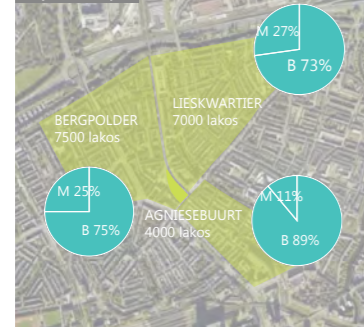 M 27%
B 73%
LIESKWARTIER
7000 lakos
BERGPOLDER
7500 lakos
M 25%
B 75%
AGNIESEBUURT
4000 lakos
M 11%
B 89%